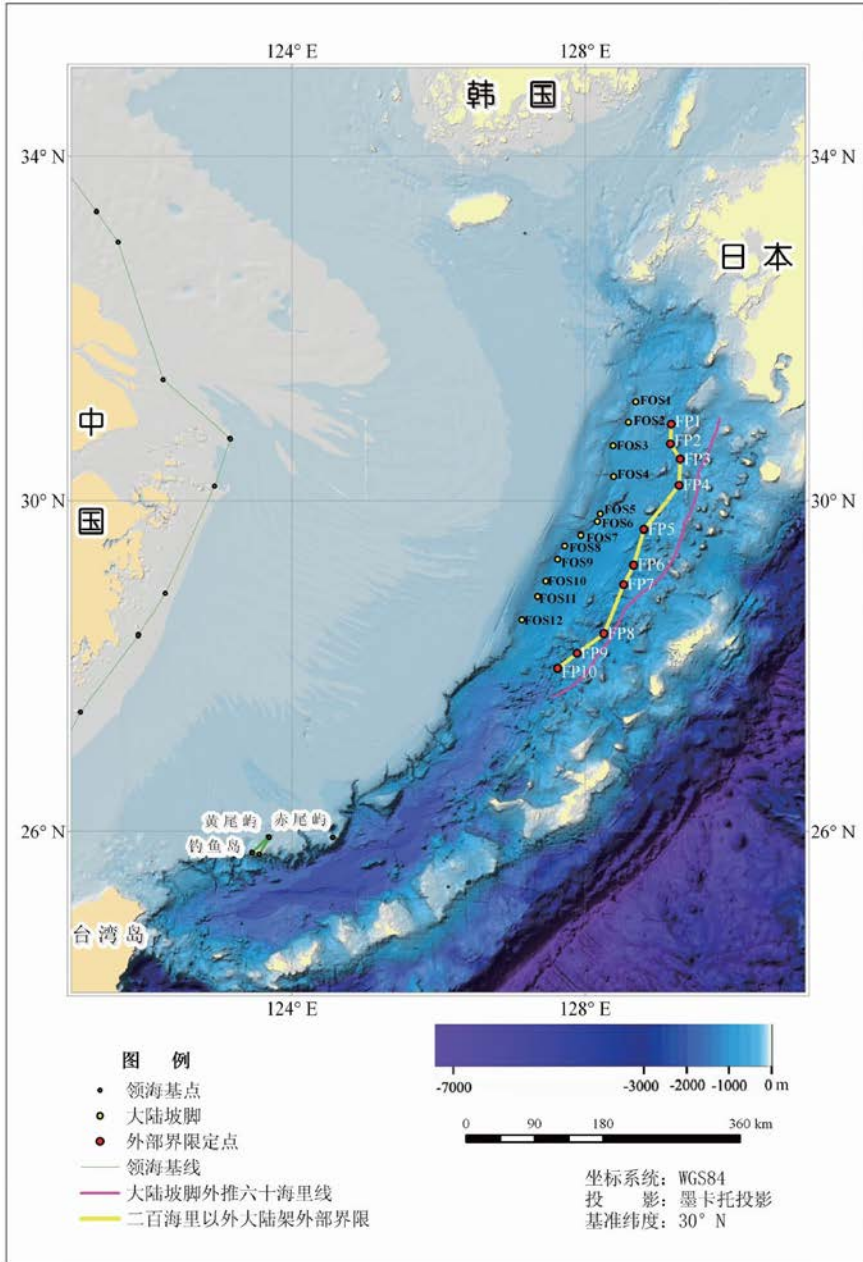 124° E 128° E
韩 国
34° N 34° N
日 本
中
国
FOS1
FOS2 FP1
FP2
FOS3 FP3
FOS4 FP4
30° N 30° N
FOS5
FOS6 FP5
FOS7
FOS8
FOS9 FP6
FOS10 FP7
FOS11
FOS12 FP8
FP9
FP10
黄尾屿 赤尾屿
26° N 26° N
钓鱼岛
台湾岛
124° E 128° E
图 例
领海基点
大陆坡脚
外部界限定点
领海基线
大陆坡脚外推六十海里线
二百海里以外大陆架外部界限
-7000 -3000 -2000 -1000 0 m
0 90 180 360 km
坐标系统：WGS84
投 影：墨卡托投影
基准纬度：30° N